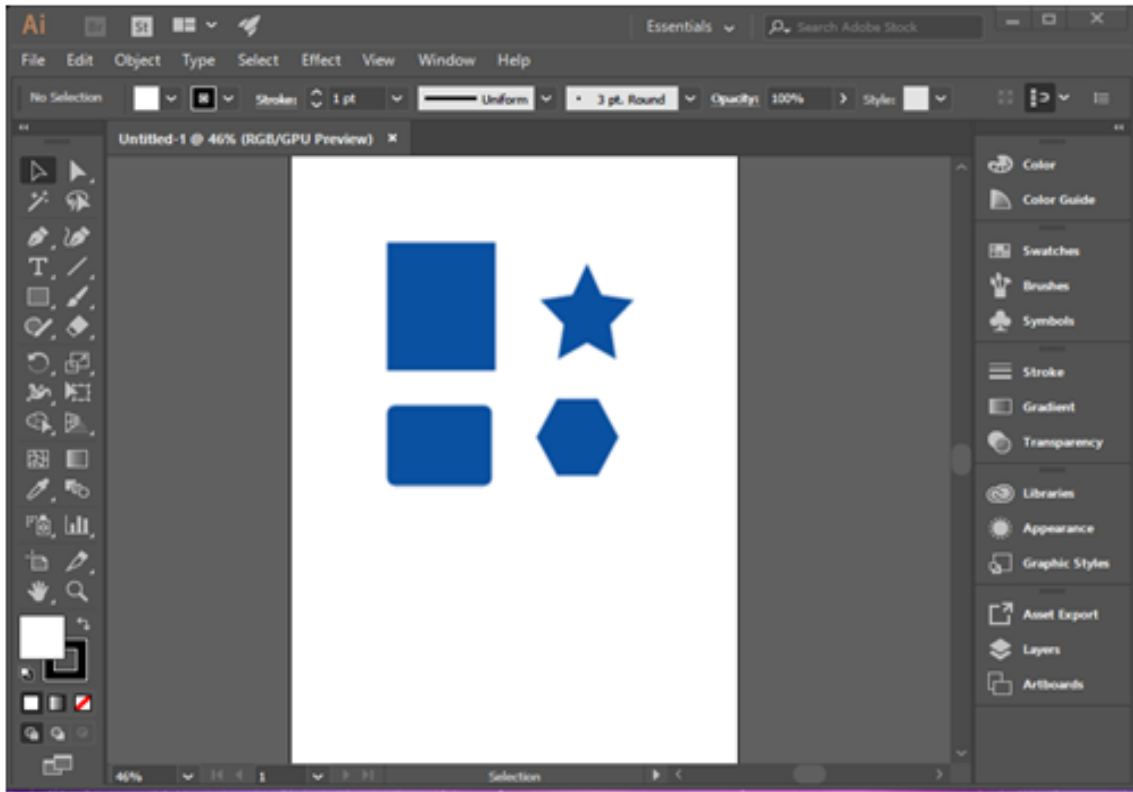 Ai Br St Essentials Search Adobe Stock
File Edit Object Type Select Effect View Window Help
No Selection Stroke: 1 pt Uniform 3 pt. Round Opacity: 100% Style:
Untitled-1 @ 46% (RGB/GPU Preview) ×
Color
Color Guide
Swatches
Brushes
Symbols
Stroke
Gradient
Transparency
Libraries
Appearance
Graphic Styles
Asset Export
Layers
Artboards
46% 1 Selection